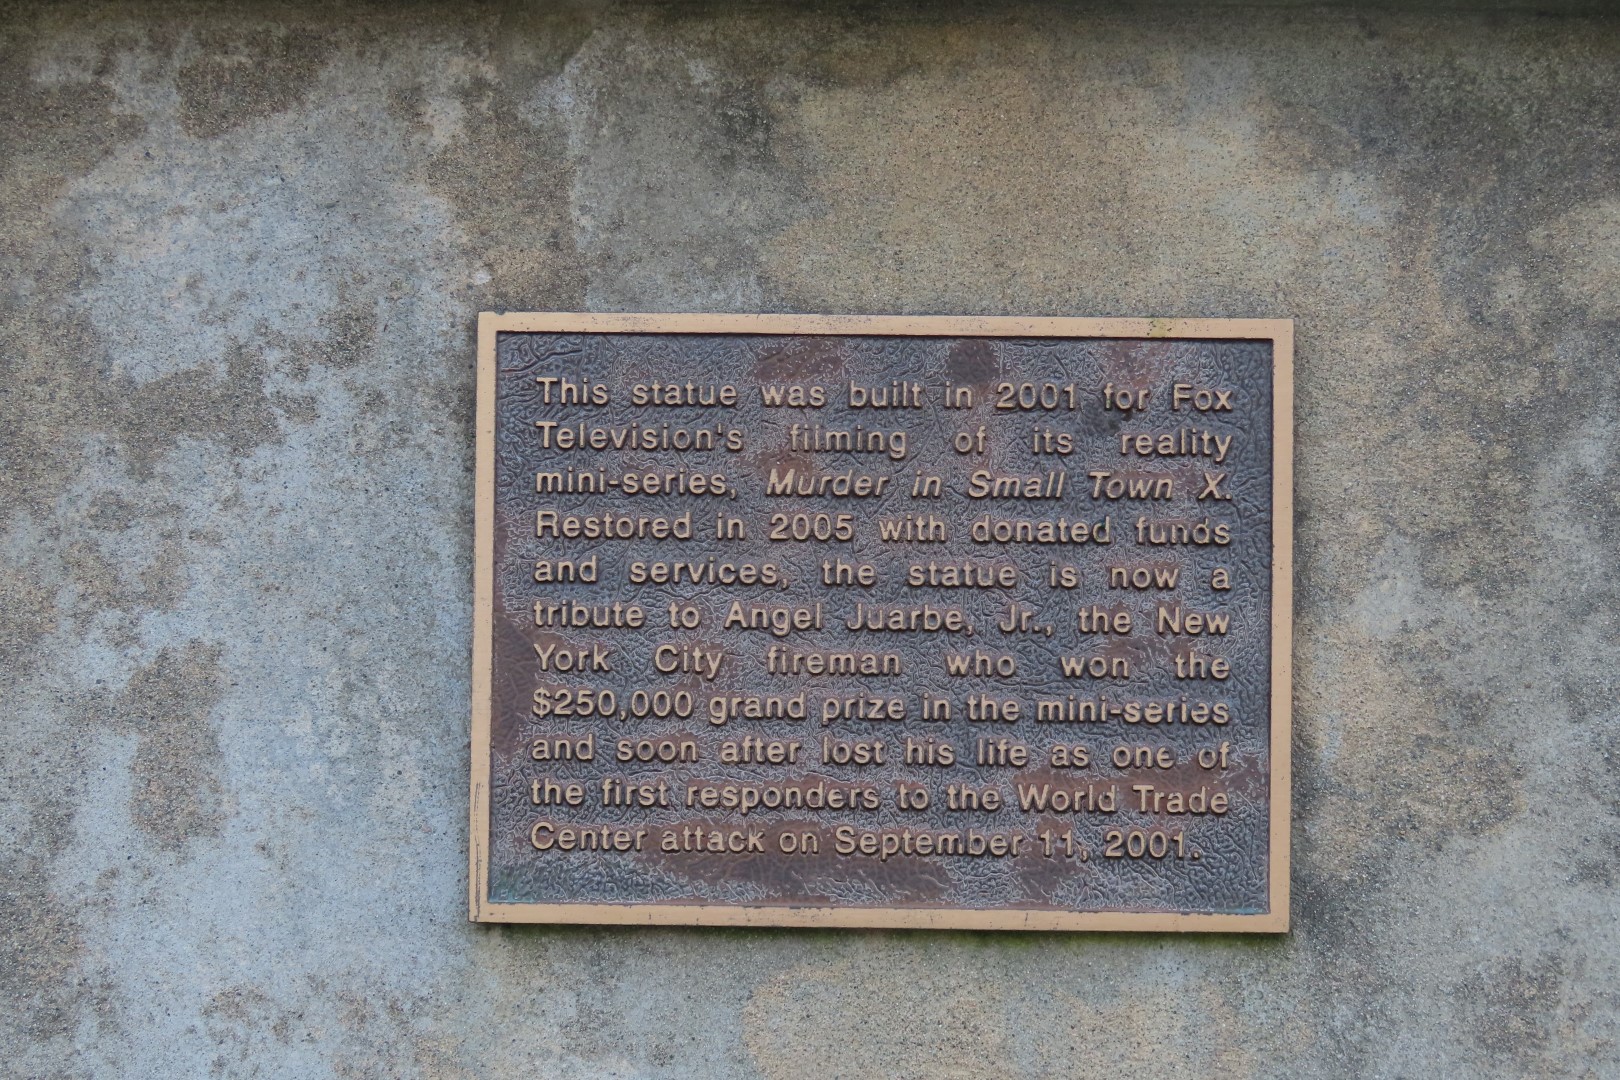 This statue was built in 2001 for Fox
Television's filming of its reality
mini-series, Murder in Small Town X.
Restored in 2005 with donated funds
and services, the statue is now a
tribute to Angel Juarbe, Jr., the New
York City fireman who won the
$250,000 grand prize in the mini-series
and soon after lost his life as one of
the first responders to the World Trade
Center attack on September 11, 2001.